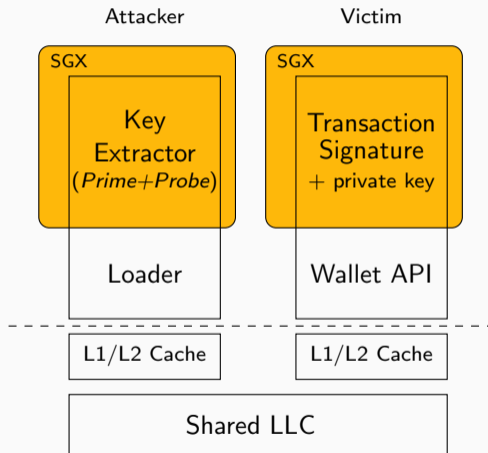 Attacker
Victim
SGX
SGX
Key
Extractor
(Prime+Probe)
Transaction
Signature
+ private key
Loader
Wallet API
L1/L2 Cache
L1/L2 Cache
Shared LLC